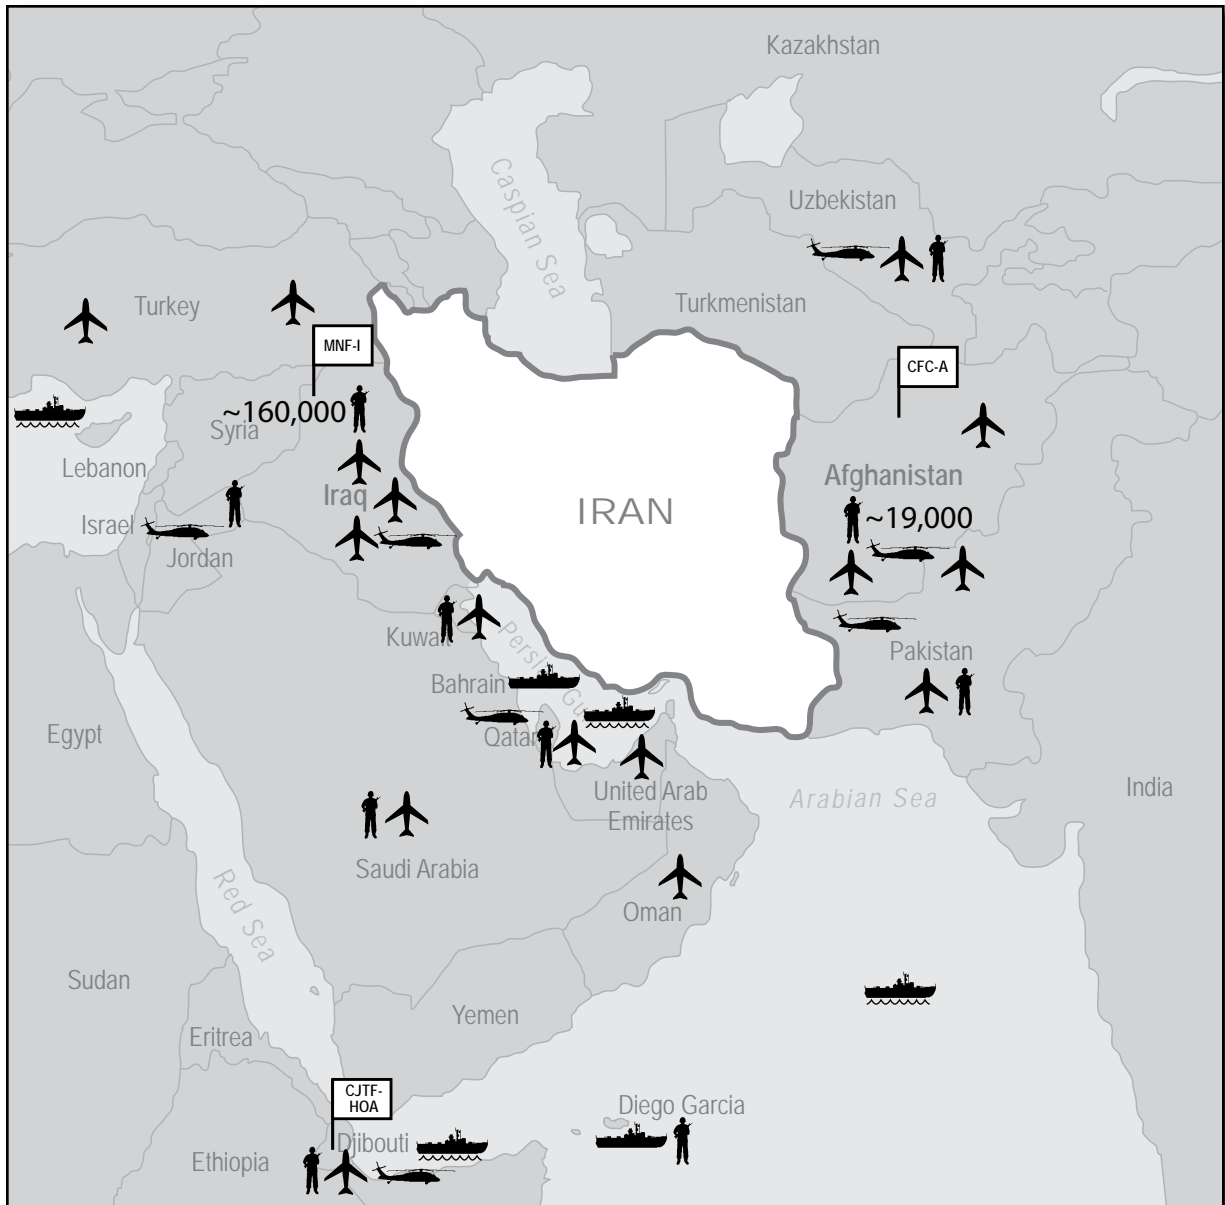 Kazakhstan
Caspian Sea
Uzbekistan
Turkey
Turkmenistan
MNF-I
CFC-A
~160,000
Syria
Lebanon
Iraq
IRAN
Afghanistan
~19,000
Israel
Jordan
Kuwait
Persian Gu
Pakistan
Bahrain
Qatar
Egypt
United Arab
Emirates
Arabian Sea
India
Saudi Arabia
Red Sea
Oman
Sudan
Yemen
Eritrea
CJTF-
HOA
Diego Garcia
Djibouti
Ethiopia